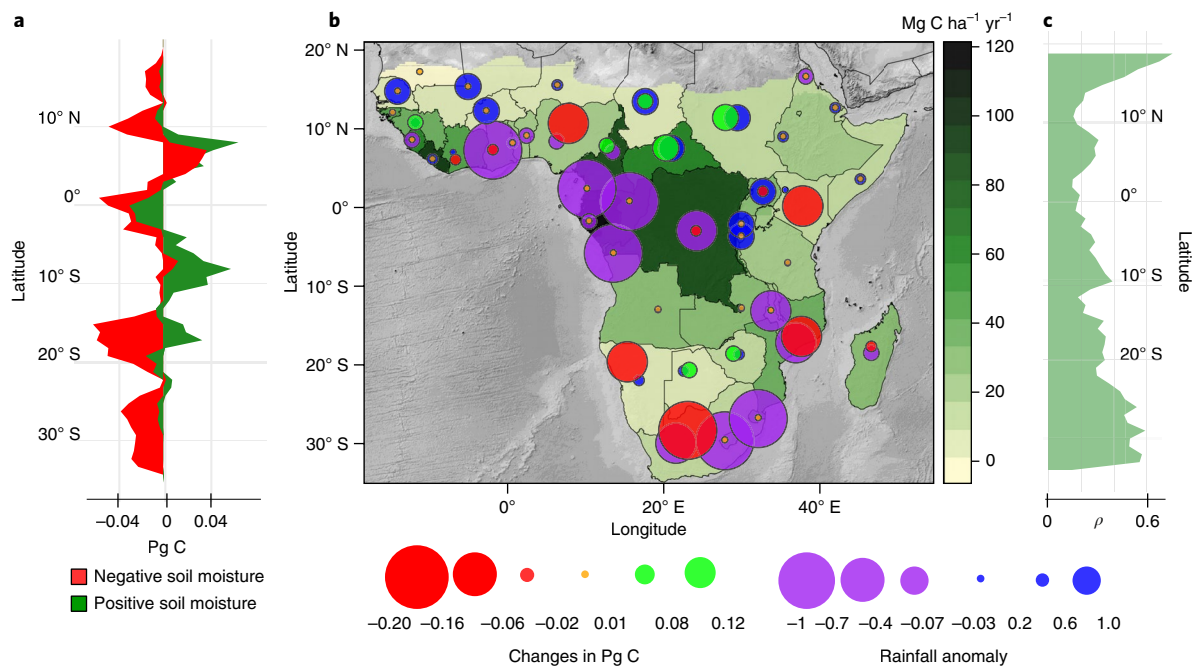 a
b
c
Mg C ha⁻¹ yr⁻¹
20° N
10° N
0°
10° S
20° S
30° S
Latitude
−0.04
0
0.04
Pg C
Negative soil moisture
Positive soil moisture
Latitude
20° N
10° N
0°
10° S
20° S
30° S
0°
20° E
40° E
Longitude
120
100
80
60
40
20
0
10° N
0°
10° S
20° S
Latitude
0
ρ
0.6
−0.20 −0.16 −0.06 −0.02 0.01 0.08 0.12
Changes in Pg C
−1 −0.7 −0.4 −0.07 −0.03 0.2 0.6 1.0
Rainfall anomaly